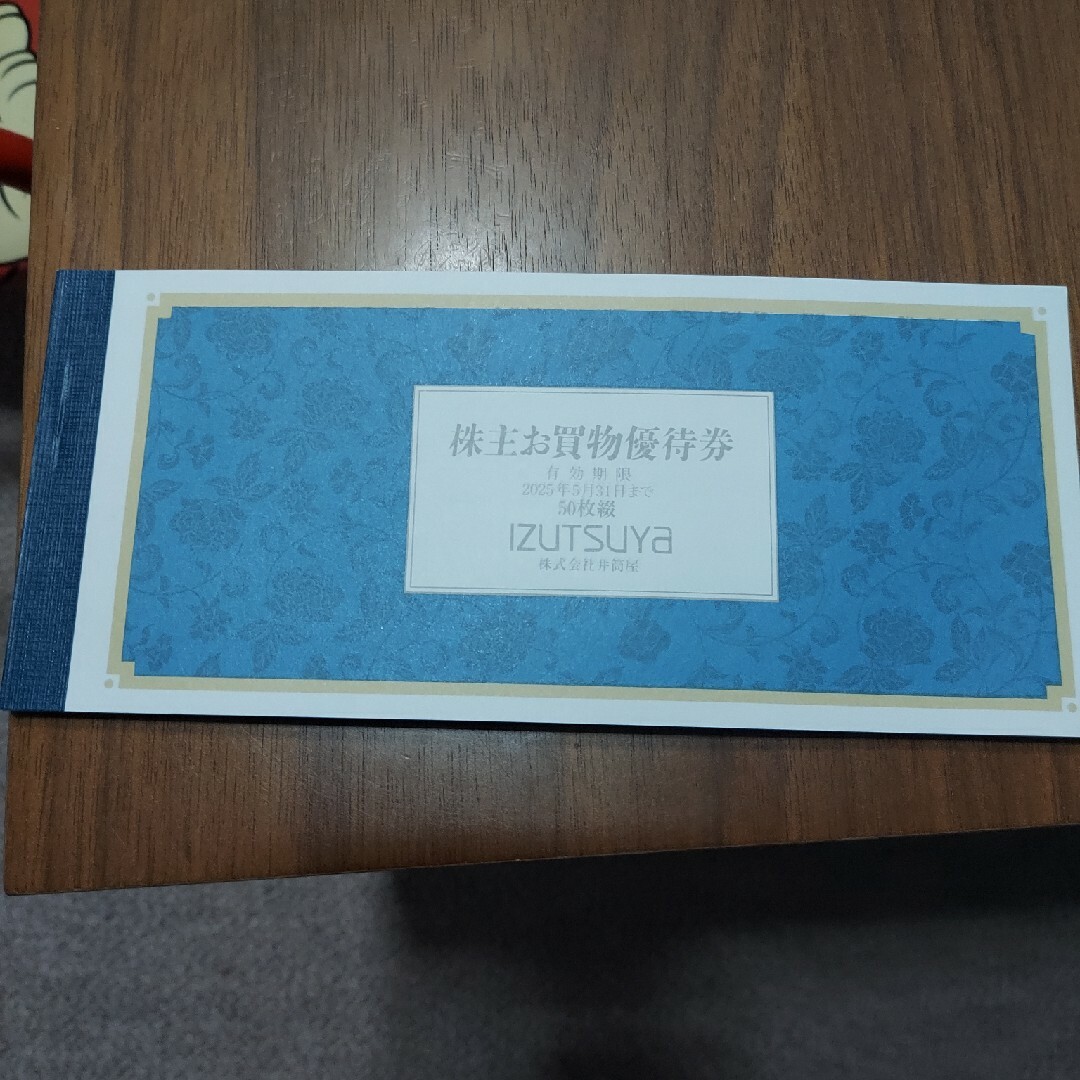 株主お買物優待券
有効期限
2025年5月31日まで
50枚綴
IZUTSUYa
株式会社井筒屋